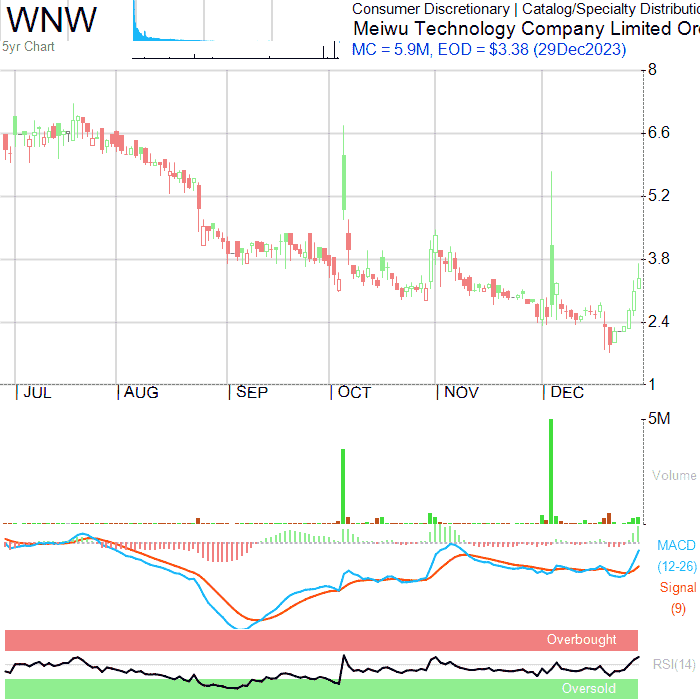 WNW
5yr Chart
Consumer Discretionary | Catalog/Specialty Distributio
Meiwu Technology Company Limited Or
MC = 5.9M, EOD = $3.38 (29Dec2023)
8
6.6
5.2
3.8
2.4
1
JUL AUG SEP OCT NOV DEC
5M
Volume
MACD
(12-26)
Signal
(9)
Overbought
RSI(14)
Oversold